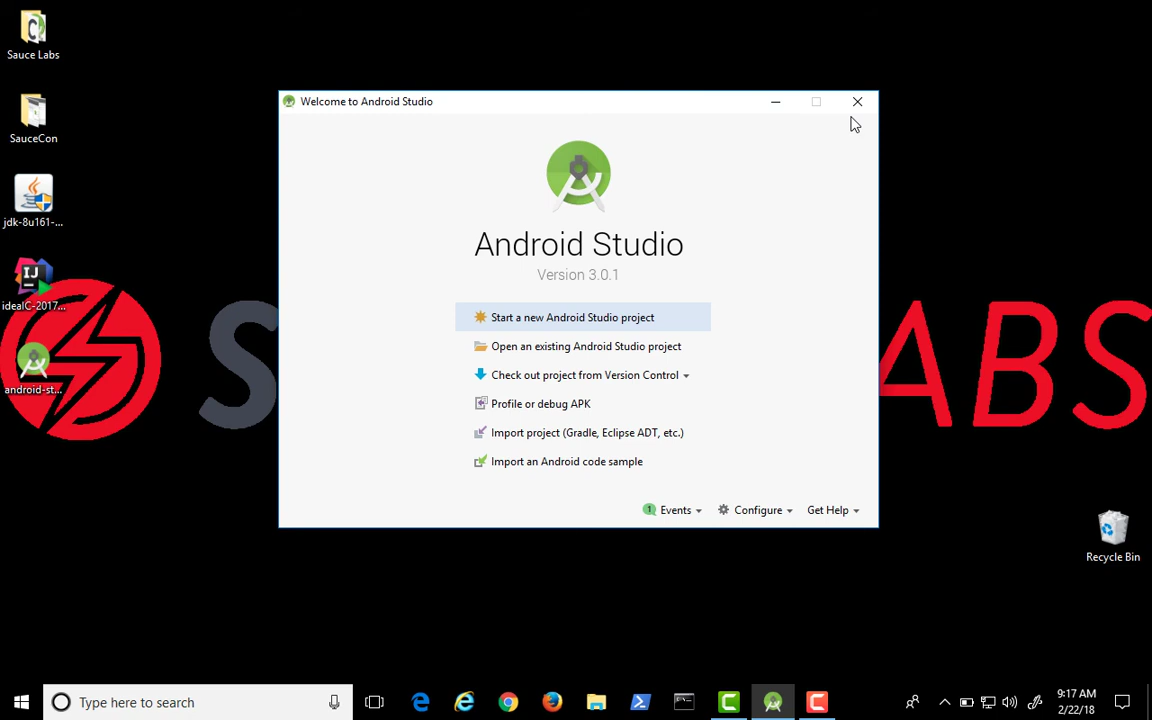 Sauce Labs
SauceCon
jdk-8u161-...
idealC-2017...
android-st...
S ABS
Welcome to Android Studio
Android Studio
Version 3.0.1
Start a new Android Studio project
Open an existing Android Studio project
Check out project from Version Control
Profile or debug APK
Import project (Gradle, Eclipse ADT, etc.)
Import an Android code sample
1 Events
Configure
Get Help
Recycle Bin
Type here to search
9:17 AM
2/22/18